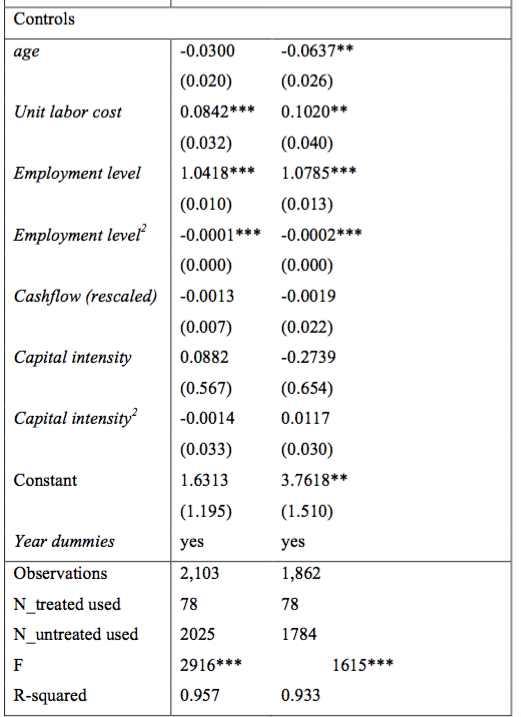 Controls
age -0.0300 -0.0637**
(0.020) (0.026)
Unit labor cost 0.0842*** 0.1020**
(0.032) (0.040)
Employment level 1.0418*** 1.0785***
(0.010) (0.013)
Employment level² -0.0001*** -0.0002***
(0.000) (0.000)
Cashflow (rescaled) -0.0013 -0.0019
(0.007) (0.022)
Capital intensity 0.0882 -0.2739
(0.567) (0.654)
Capital intensity² -0.0014 0.0117
(0.033) (0.030)
Constant 1.6313 3.7618**
(1.195) (1.510)
Year dummies yes yes
Observations 2,103 1,862
N_treated used 78 78
N_untreated used 2025 1784
F 2916*** 1615***
R-squared 0.957 0.933